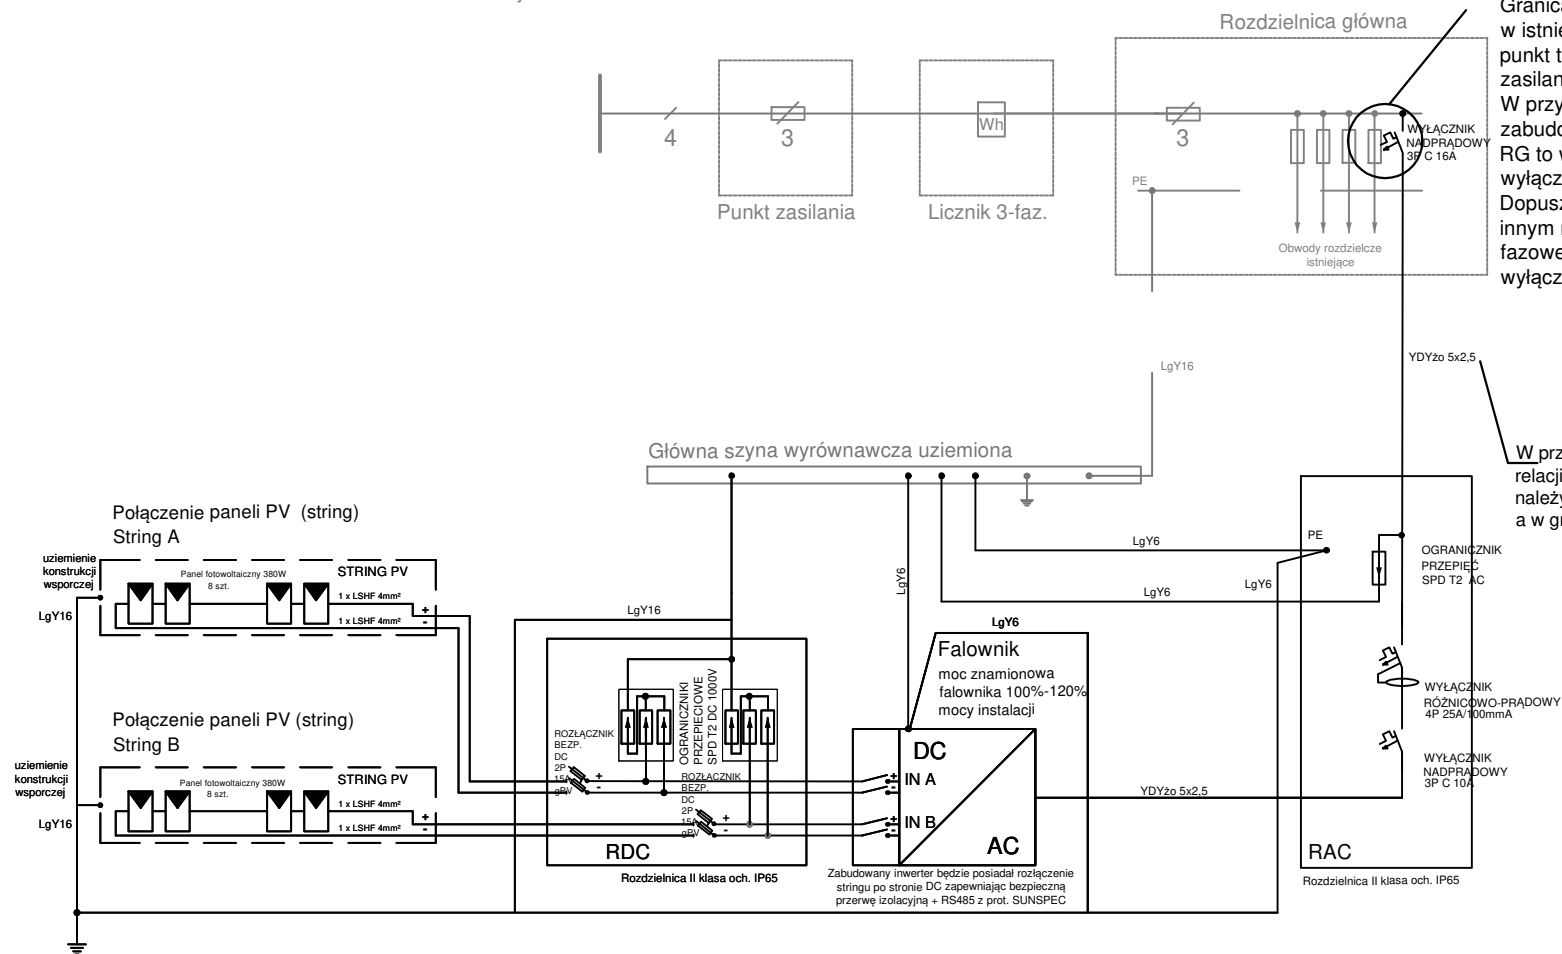 Rozdzielnica główna
Granica
w istnie
punkt t
zasilan
W przy
zabudo
RG to w
wyłącz
Dopusz
innym r
fazowe
wyłącz
4
3
Wh
3
WYŁĄCZNIK
NADPRĄDOWY
3P C 16A
PE
Punkt zasilania
Licznik 3-faz.
Obwody rozdzielcze
istniejące
LgY16
YDYżo 5x2,5
W prz
relacji
należy
a w gr
Główna szyna wyrównawcza uziemiona
Połączenie paneli PV (string)
String A
uziemienie
konstrukcji
wsporczej
LgY16
Panel fotowoltaiczny 380W
8 szt.
STRING PV
1 x LSHF 4mm²
1 x LSHF 4mm²
+
-
Połączenie paneli PV (string)
String B
uziemienie
konstrukcji
wsporczej
LgY16
Panel fotowoltaiczny 380W
8 szt.
STRING PV
1 x LSHF 4mm²
1 x LSHF 4mm²
+
-
LgY16
LgY6
LgY6
LgY6
LgY6
LgY6
OGRANICZNIKI
PRZEPIECIOWE
SPD T2 DC 1000V
ROZŁĄCZNIK
BEZP.
DC
2P
15A
gPV
+
-
ROZŁĄCZNIK
BEZP.
DC
2P
15A
gPV
+
-
RDC
Rozdzielnica II klasa och. IP65
Falownik
moc znamionowa
falownika 100%-120%
mocy instalacji
DC
+
-
IN A
+
-
IN B
AC
Zabudowany inwerter będzie posiadał rozłączenie
stringu po stronie DC zapewniając bezpieczną
przerwę izolacyjną + RS485 z prot. SUNSPEC
YDYżo 5x2,5
PE
OGRANICZNIK
PRZEPIĘĆ
SPD T2 AC
WYŁĄCZNIK
RÓŻNICOWO-PRĄDOWY
4P 25A/100mmA
WYŁĄCZNIK
NADPRĄDOWY
3P C 10A
RAC
Rozdzielnica II klasa och. IP65